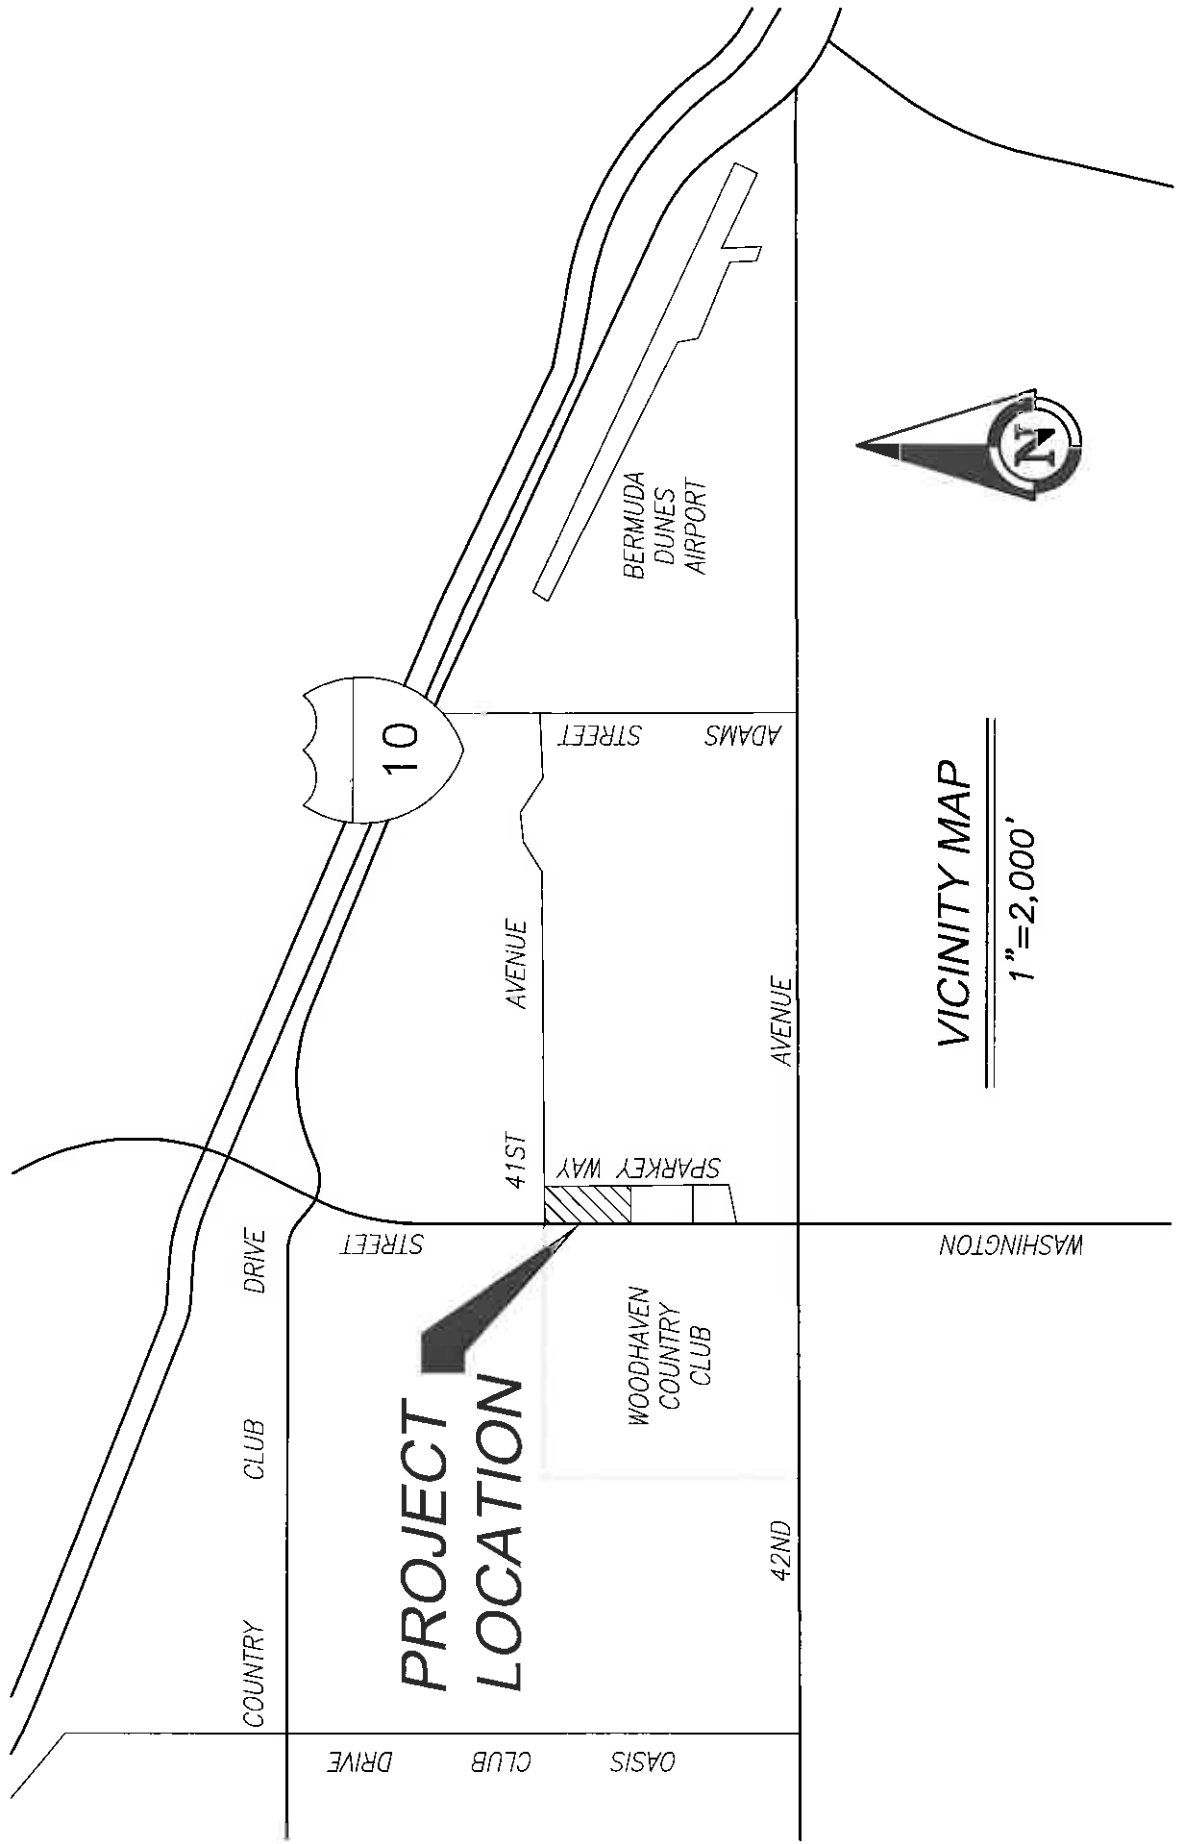 10
COUNTRY CLUB DRIVE
WASHINGTON STREET
41ST AVENUE
ADAMS STREET
SPARKEY WAY
BERMUDA
DUNES
AIRPORT
PROJECT
LOCATION
WOODHAVEN
COUNTRY
CLUB
OASIS CLUB DRIVE
42ND AVENUE
N
VICINITY MAP
1"=2,000'